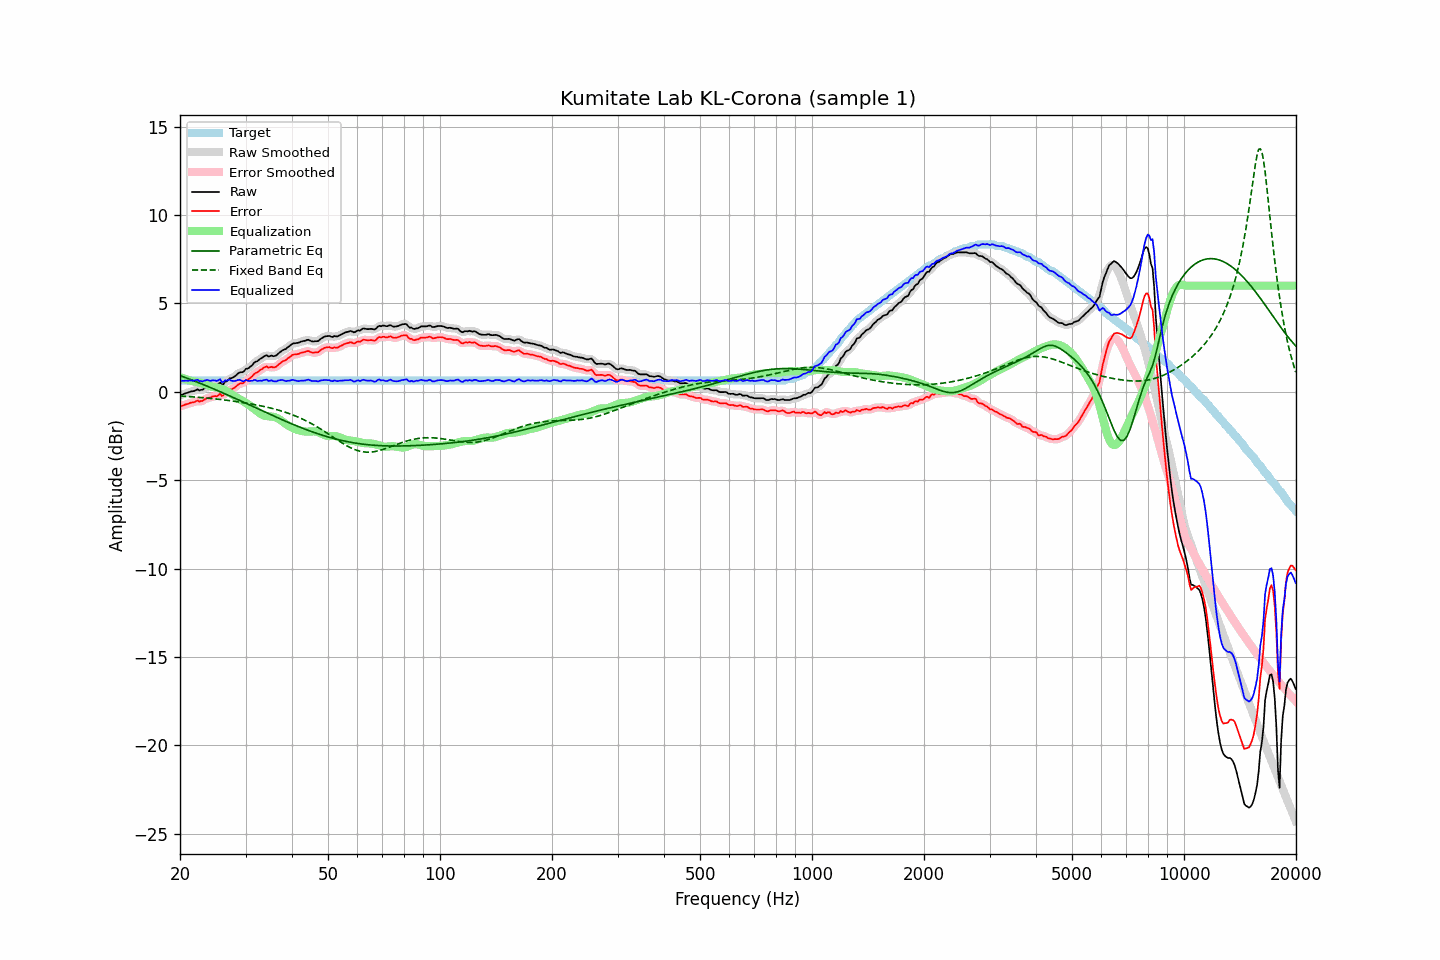 Kumitate Lab KL-Corona (sample 1)
Target
Raw Smoothed
Error Smoothed
Raw
Error
Equalization
Parametric Eq
Fixed Band Eq
Equalized
15
10
5
0
−5
−10
−15
−20
−25
Amplitude (dBr)
20 50 100 200 500 1000 2000 5000 10000 20000
Frequency (Hz)